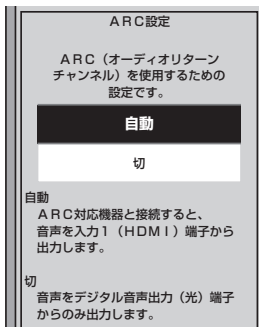 ARC設定
ARC（オーディオリターン
チャンネル）を使用するための
設定です。
自動
切
自動
ARC対応機器と接続すると、
音声を入力1（HDMI）端子から
出力します。
切
音声をデジタル音声出力（光）端子
からのみ出力します。